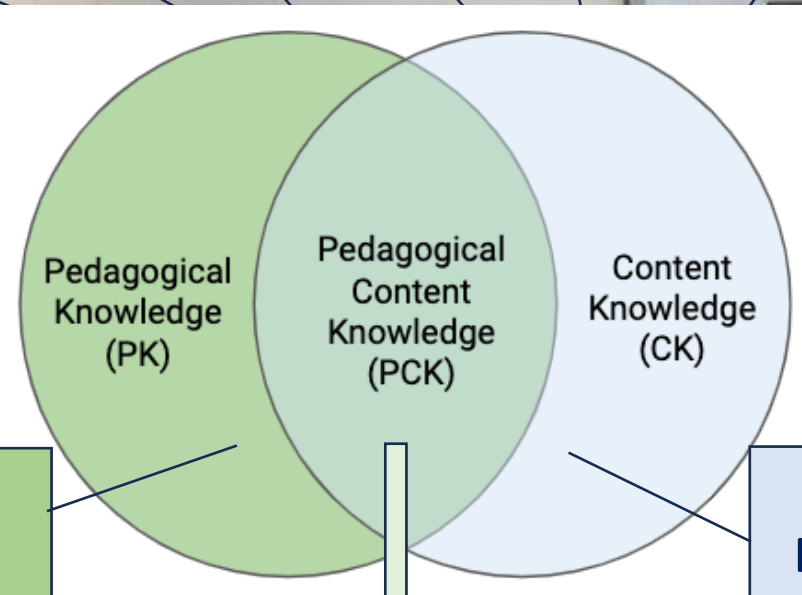 Pedagogical
Knowledge
(PK)
Pedagogical
Content
Knowledge
(PCK)
Content
Knowledge
(CK)